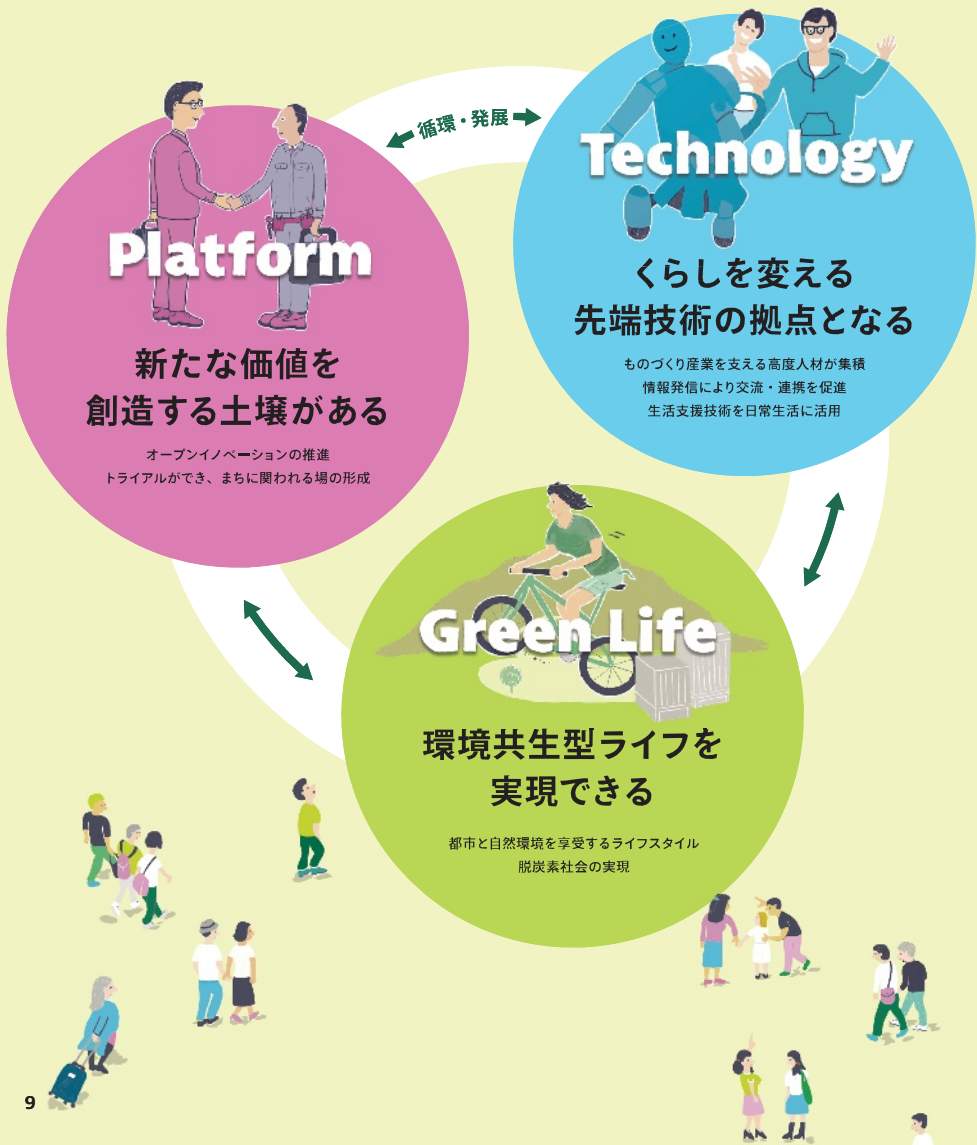 循環・発展
Platform
新たな価値を
創造する土壌がある
オープンイノベーションの推進
トライアルができ、まちに関われる場の形成
Technology
くらしを変える
先端技術の拠点となる
ものづくり産業を支える高度人材が集積
情報発信により交流・連携を促進
生活支援技術を日常生活に活用
Green Life
環境共生型ライフを
実現できる
都市と自然環境を享受するライフスタイル
脱炭素社会の実現
9